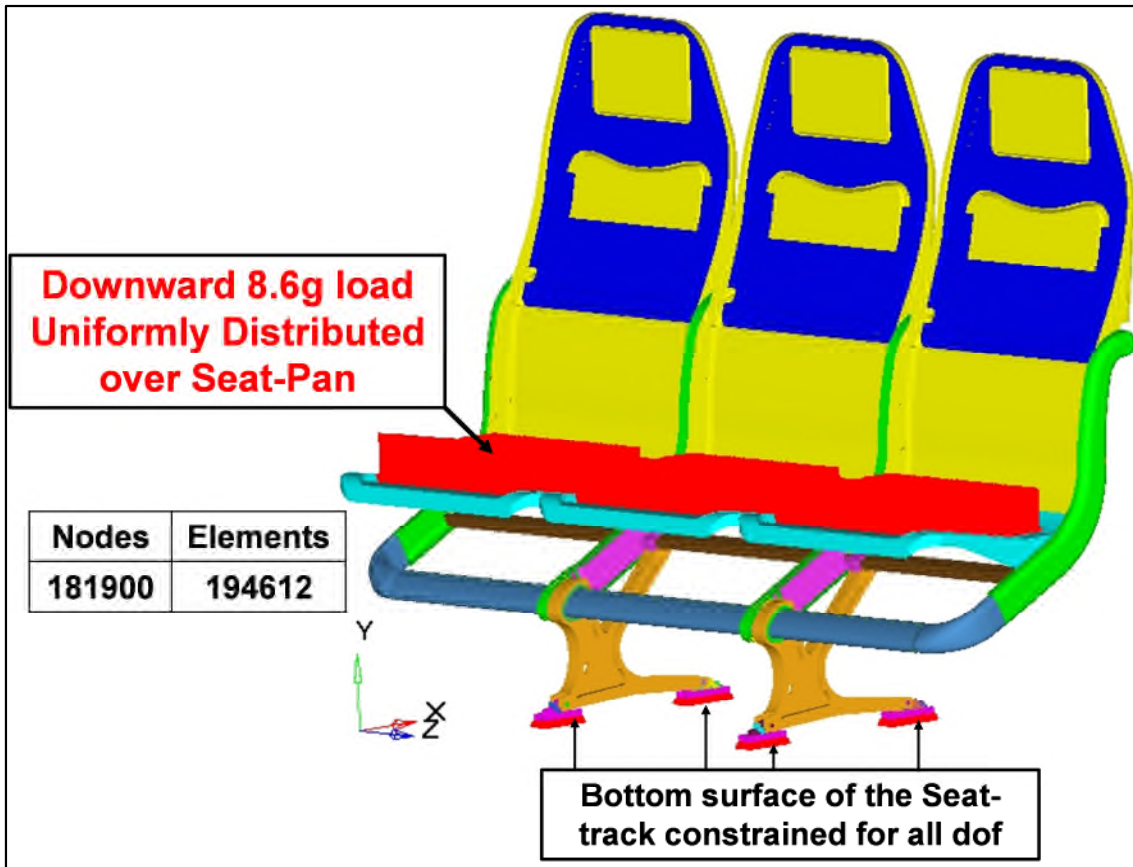 Downward 8.6g load
Uniformly Distributed
over Seat-Pan
Nodes Elements
181900 194612
Y
X
Z
Bottom surface of the Seat-
track constrained for all dof